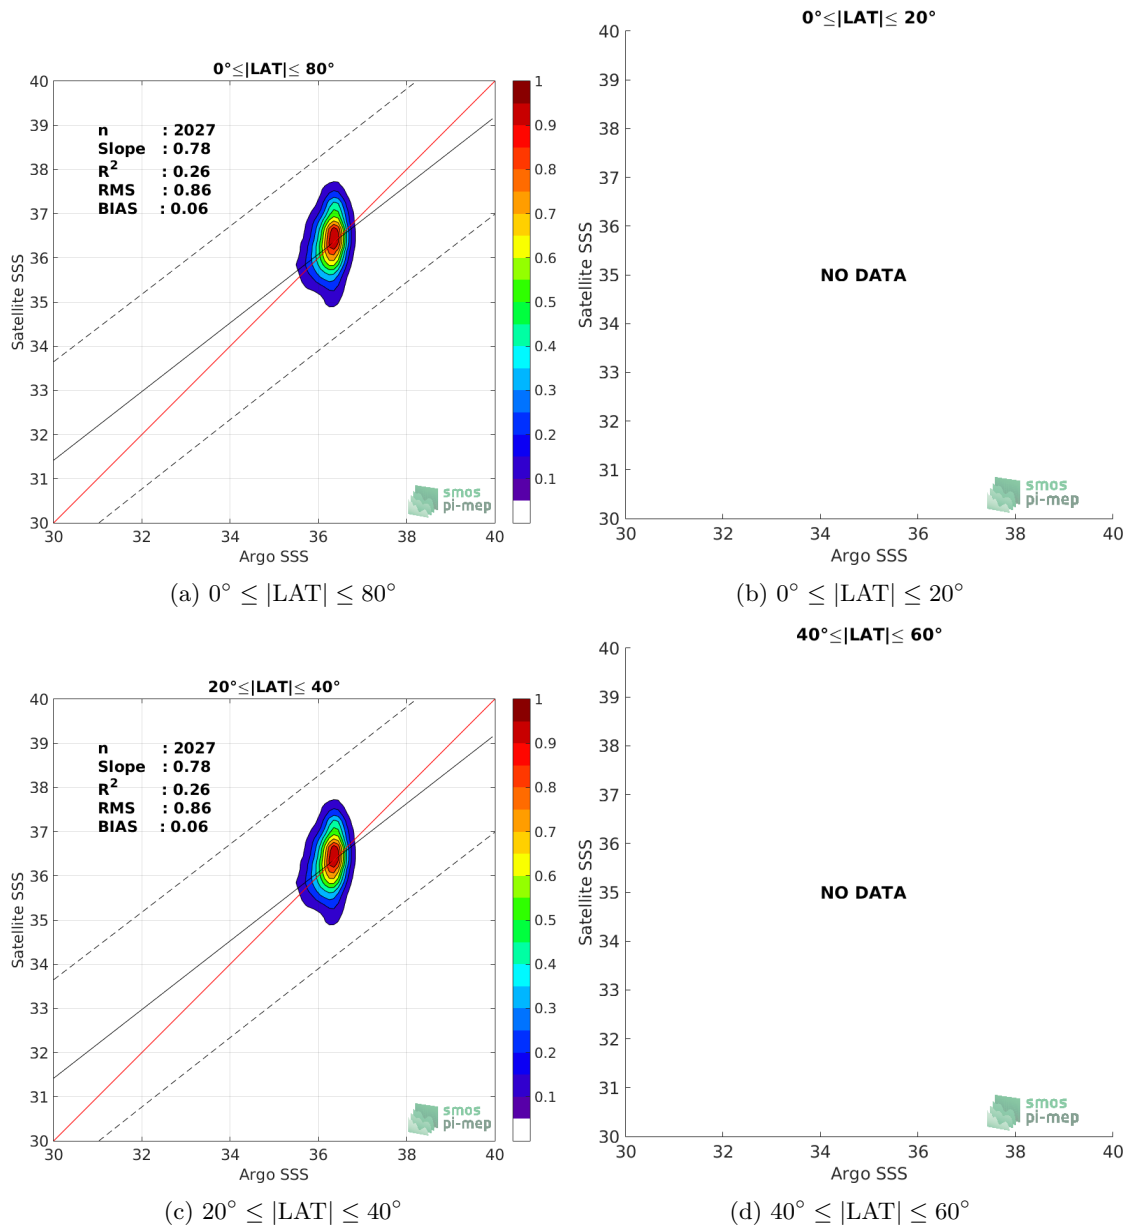 0°≤|LAT|≤ 80°
n : 2027
Slope : 0.78
R² : 0.26
RMS : 0.86
BIAS : 0.06
40
39
38
37
36
35
34
33
32
31
30
30 32 34 36 38 40
Satellite SSS
Argo SSS
1
0.9
0.8
0.7
0.6
0.5
0.4
0.3
0.2
0.1
smos
pi-mep
(a) 0° ≤ |LAT| ≤ 80°
0°≤|LAT|≤ 20°
40
39
38
37
36
35
34
33
32
31
30
30 32 34 36 38 40
Satellite SSS
Argo SSS
NO DATA
smos
pi-mep
(b) 0° ≤ |LAT| ≤ 20°
20°≤|LAT|≤ 40°
n : 2027
Slope : 0.78
R² : 0.26
RMS : 0.86
BIAS : 0.06
40
39
38
37
36
35
34
33
32
31
30
30 32 34 36 38 40
Satellite SSS
Argo SSS
1
0.9
0.8
0.7
0.6
0.5
0.4
0.3
0.2
0.1
smos
pi-mep
(c) 20° ≤ |LAT| ≤ 40°
40°≤|LAT|≤ 60°
40
39
38
37
36
35
34
33
32
31
30
30 32 34 36 38 40
Satellite SSS
Argo SSS
NO DATA
smos
pi-mep
(d) 40° ≤ |LAT| ≤ 60°